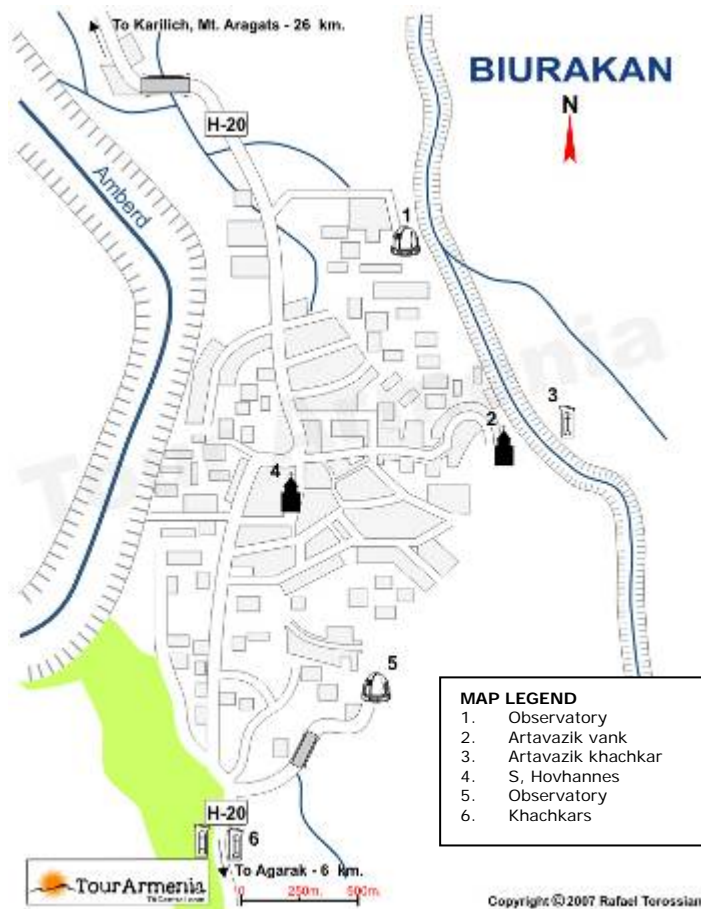 To Karilich, Mt. Aragats - 26 km.
BIURAKAN
N
H-20
Amberd
1
2
3
4
5
MAP LEGEND
1. Observatory
2. Artavazik vank
3. Artavazik khachkar
4. S, Hovhannes
5. Observatory
6. Khachkars
H-20
6
To Agarak - 6 km.
0 250m. 500m.
TourArmenia
Copyright © 2007 Rafael Torossian